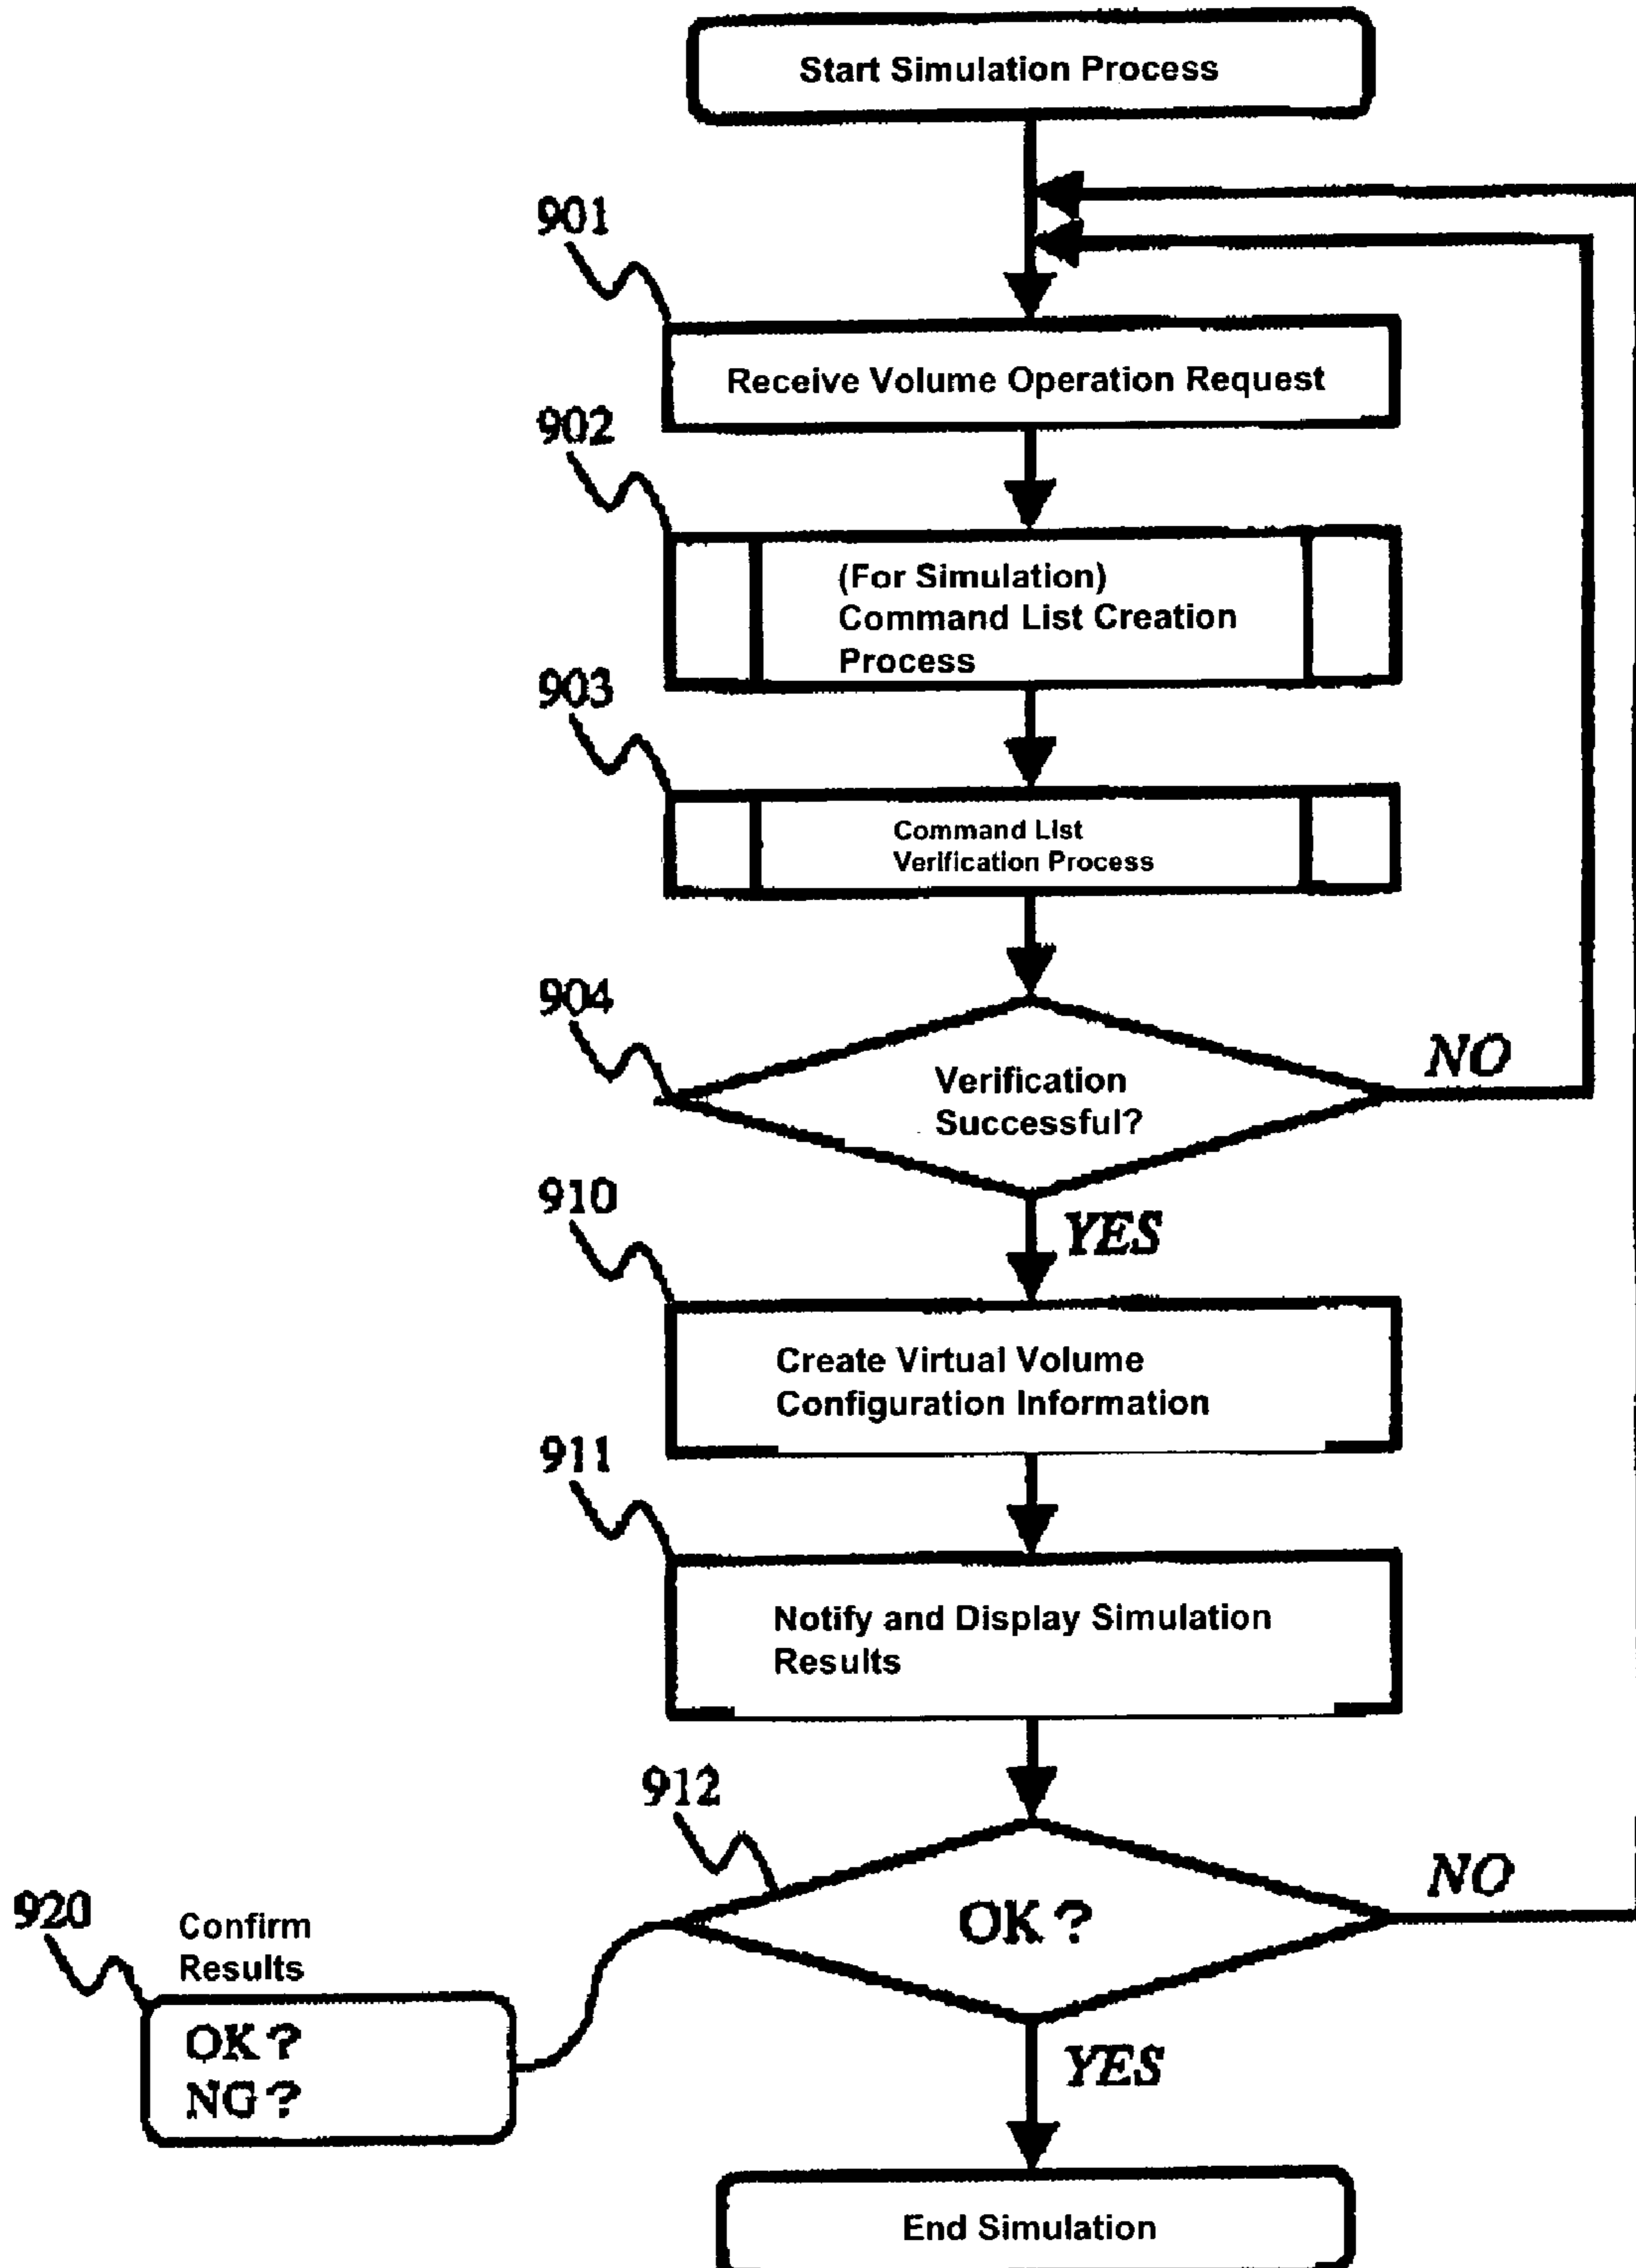 Start Simulation Process
901
Receive Volume Operation Request
902
(For Simulation)
Command List Creation
Process
903
Command List
Verification Process
904
Verification
Successful?
NO
YES
910
Create Virtual Volume
Configuration Information
911
Notify and Display Simulation
Results
912
OK?
NO
920
Confirm
Results
OK?
NG?
YES
End Simulation